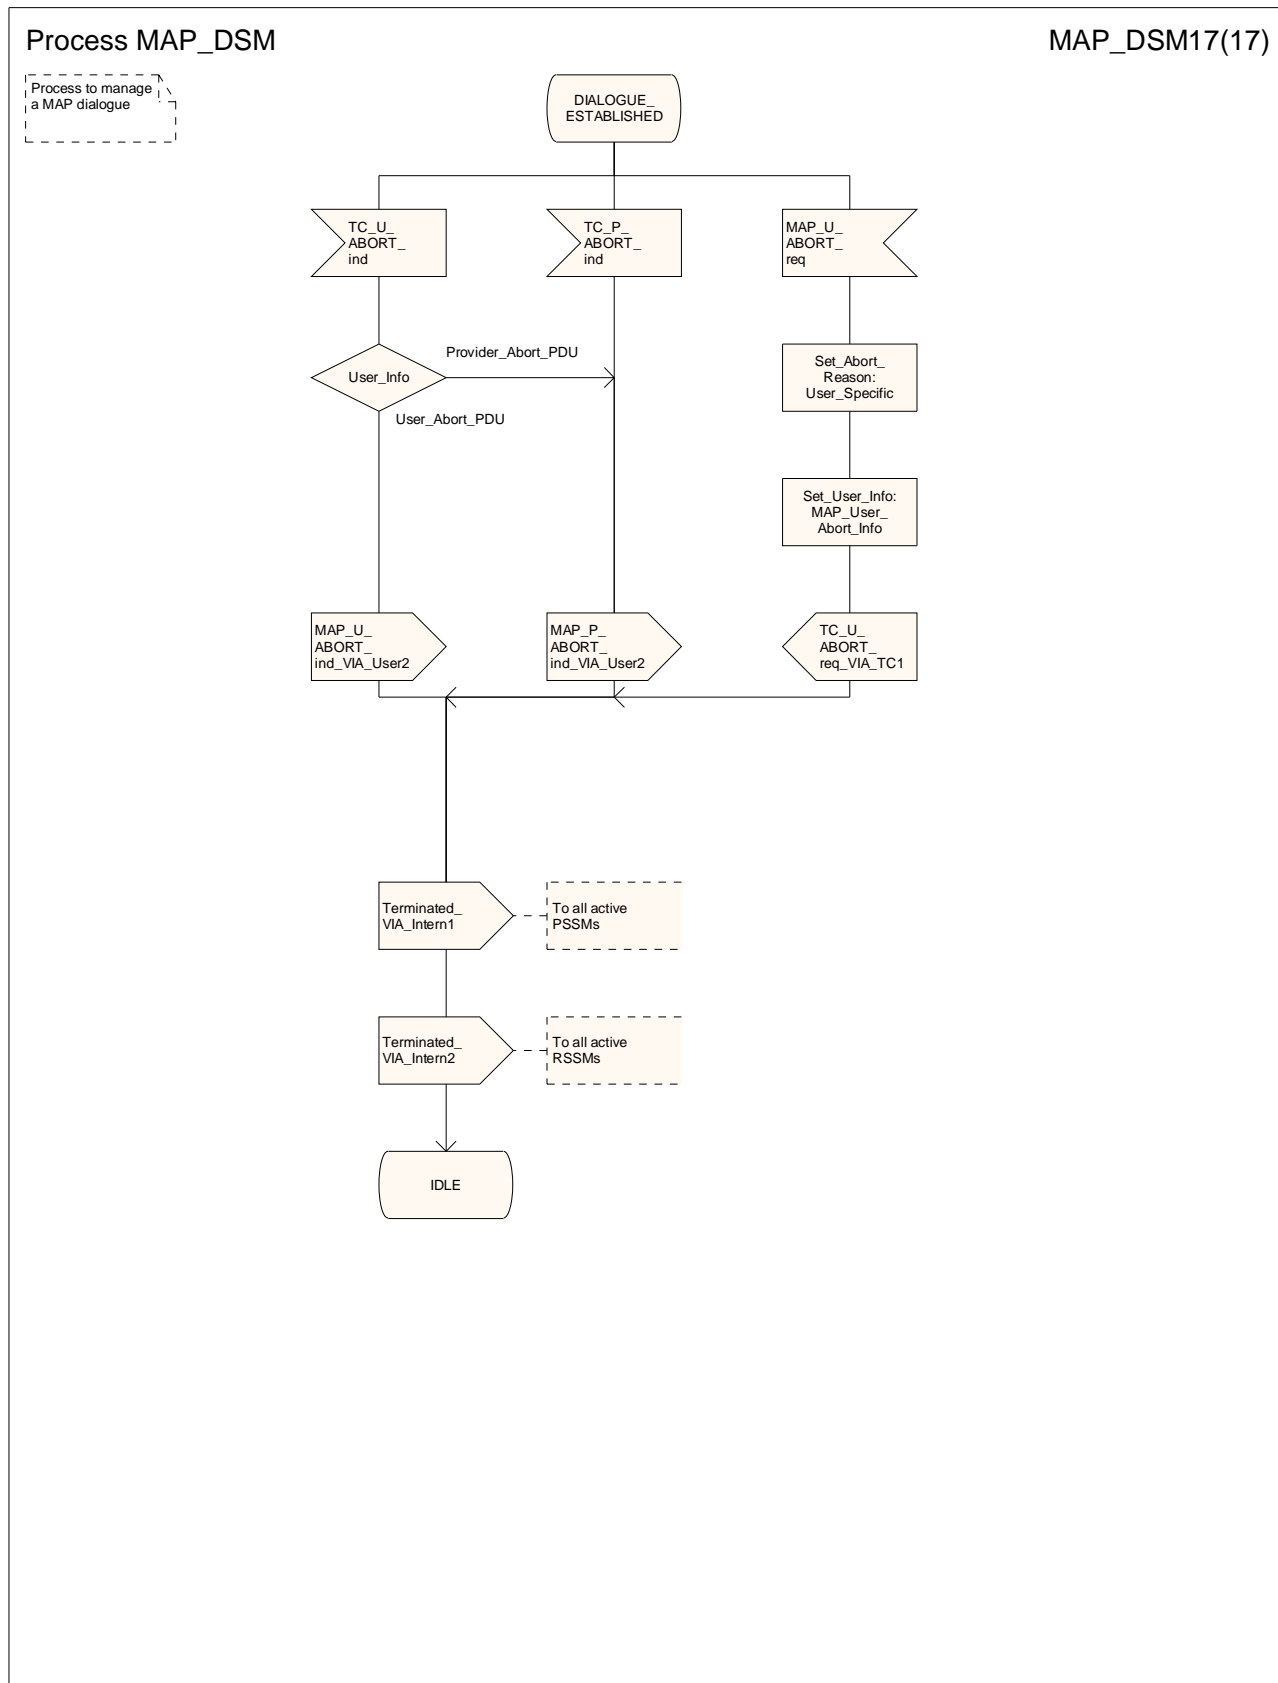 Process MAP_DSM
MAP_DSM17(17)
Process to manage
a MAP dialogue
DIALOGUE_
ESTABLISHED
TC_U_
ABORT_
ind
TC_P_
ABORT_
ind
MAP_U_
ABORT_
req
Provider_Abort_PDU
User_Info
User_Abort_PDU
Set_Abort_
Reason:
User_Specific
Set_User_Info:
MAP_User_
Abort_Info
MAP_U_
ABORT_
ind_VIA_User2
MAP_P_
ABORT_
ind_VIA_User2
TC_U_
ABORT_
req_VIA_TC1
Terminated_
VIA_Intern1
To all active
PSSMs
Terminated_
VIA_Intern2
To all active
RSSMs
IDLE